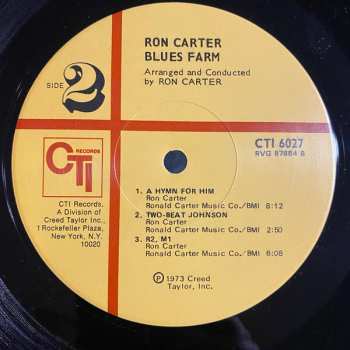 RON CARTER
BLUES FARM
Arranged and Conducted
by RON CARTER
SIDE 2
CTI 6027
RVG 87864 B
CTI RECORDS
CTI Records,
A Division of
Creed Taylor Inc.,
1 Rockefeller Plaza,
New York, N.Y.
10020
1. A HYMN FOR HIM
Ron Carter
Ronald Carter Music Co./BMI 8:12
2. TWO-BEAT JOHNSON
Ron Carter
Ronald Carter Music Co./BMI 2:50
3. R2, M1
Ron Carter
Ronald Carter Music Co./BMI 6:08
℗ 1973 Creed
Taylor, Inc.